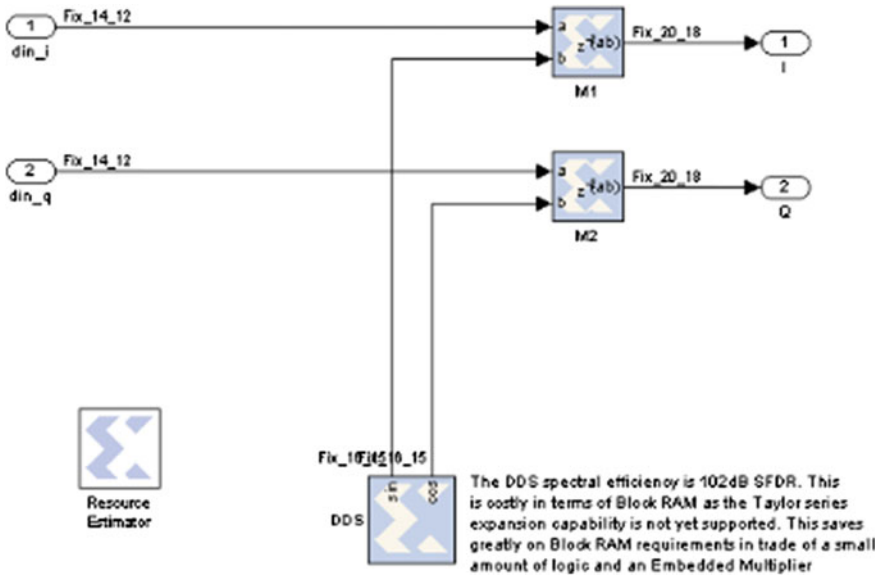 1
Fix_14_12
din_i
a
b
(ab)
M1
Fix_20_18
1
I
2
Fix_14_12
din_q
a
b
(ab)
M2
Fix_20_18
2
Q
Resource
Estimator
sin
cos
DDS
The DDS spectral efficiency is 102dB SFDR. This
is costly in terms of Block RAM as the Taylor series
expansion capability is not yet supported. This saves
greatly on Block RAM requirements in trade of a small
amount of logic and an Embedded Multiplier